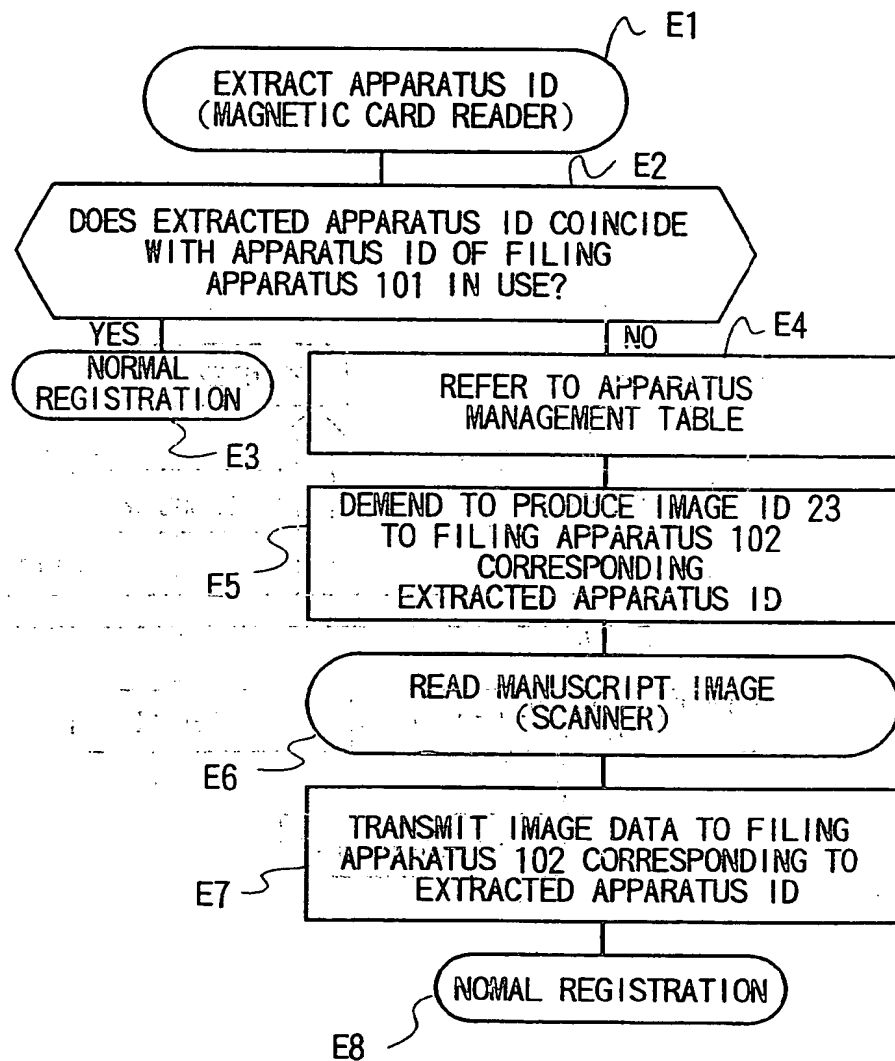 E1
EXTRACT APPARATUS ID
(MAGNETIC CARD READER)
E2
DOES EXTRACTED APPARATUS ID COINCIDE
WITH APPARATUS ID OF FILING
APPARATUS 101 IN USE?
YES
NO
E4
NORMAL
REGISTRATION
E3
REFER TO APPARATUS
MANAGEMENT TABLE
DEMEND TO PRODUCE IMAGE ID 23
TO FILING APPARATUS 102
CORRESPONDING
EXTRACTED APPARATUS ID
E5
READ MANUSCRIPT IMAGE
(SCANNER)
E6
TRANSMIT IMAGE DATA TO FILING
APPARATUS 102 CORRESPONDING TO
EXTRACTED APPARATUS ID
E7
NOMAL REGISTRATION
E8